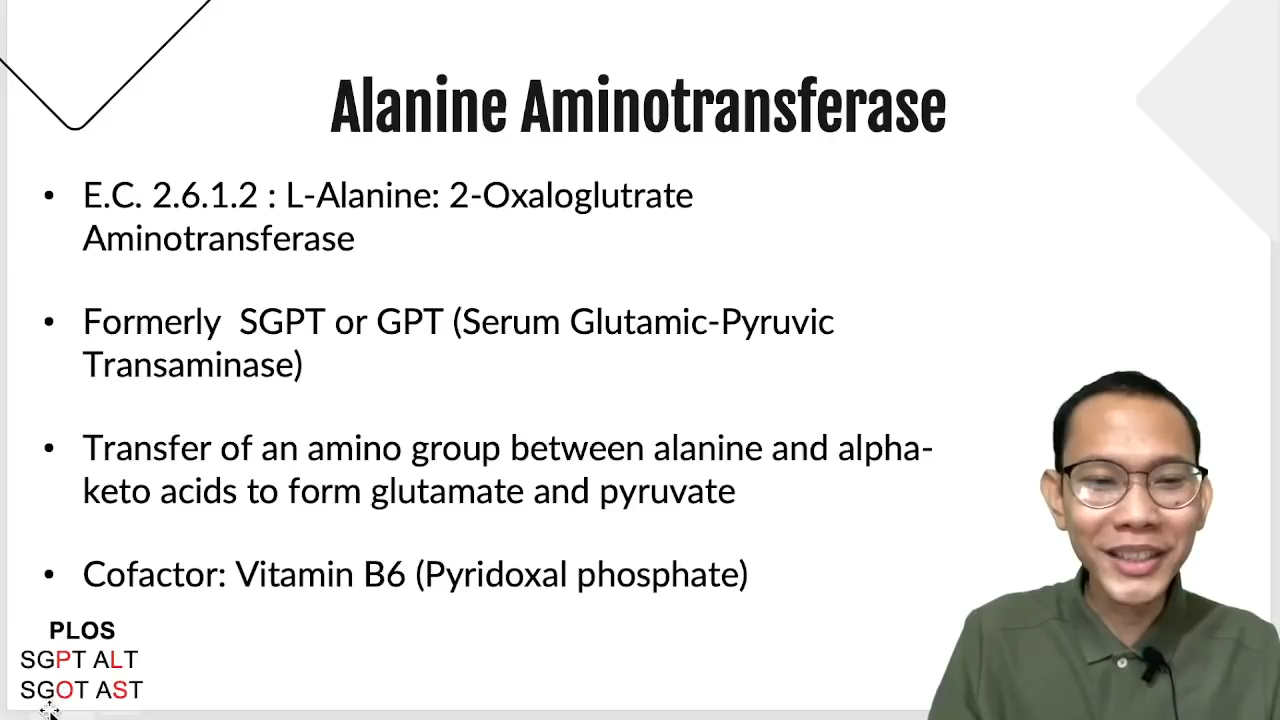 Alanine Aminotransferase
• E.C. 2.6.1.2 : L-Alanine: 2-Oxaloglutrate
Aminotransferase
• Formerly SGPT or GPT (Serum Glutamic-Pyruvic
Transaminase)
• Transfer of an amino group between alanine and alpha-
keto acids to form glutamate and pyruvate
• Cofactor: Vitamin B6 (Pyridoxal phosphate)
PLOS
SGPT ALT
SGOT AST